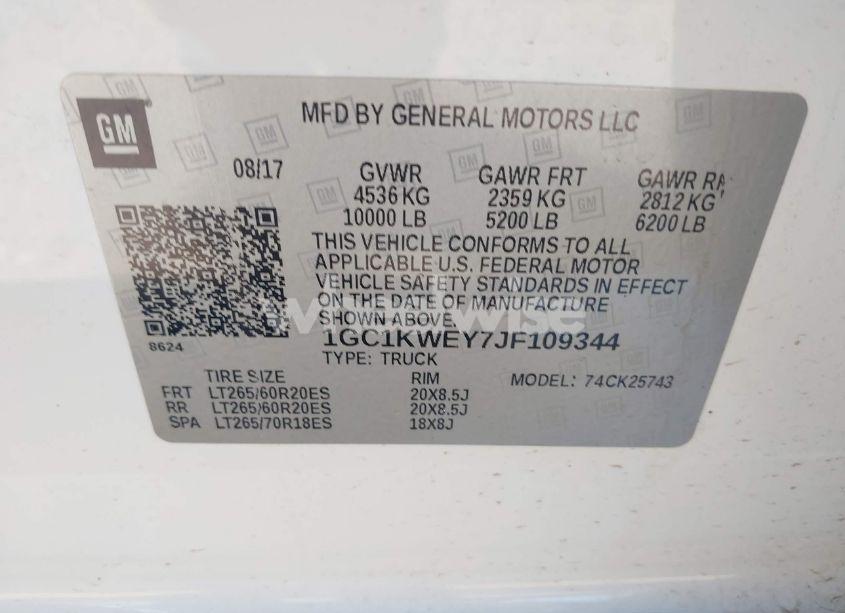 GM
MFD BY GENERAL MOTORS LLC
08/17 GVWR GAWR FRT GAWR RR
4536 KG 2359 KG 2812 KG
10000 LB 5200 LB 6200 LB
THIS VEHICLE CONFORMS TO ALL
APPLICABLE U.S. FEDERAL MOTOR
VEHICLE SAFETY STANDARDS IN EFFECT
ON THE DATE OF MANUFACTURE
SHOWN ABOVE.
8624
1GC1KWEY7JF109344
TYPE: TRUCK
TIRE SIZE RIM MODEL: 74CK25743
FRT LT265/60R20ES 20X8.5J
RR LT265/60R20ES 20X8.5J
SPA LT265/70R18ES 18X8J